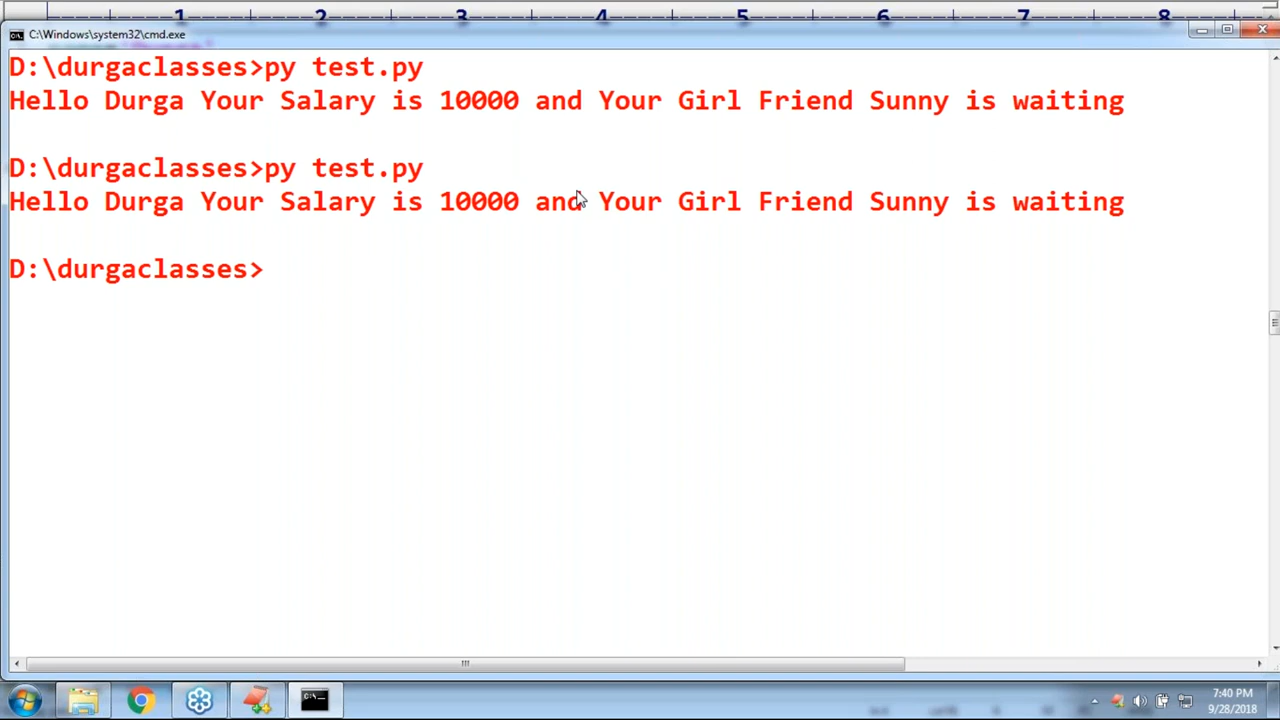 1 2 3 4 5 6 7 8
C:\Windows\system32\cmd.exe
D:\durgaclasses>py test.py
Hello Durga Your Salary is 10000 and Your Girl Friend Sunny is waiting
D:\durgaclasses>py test.py
Hello Durga Your Salary is 10000 and Your Girl Friend Sunny is waiting
D:\durgaclasses>
7:40 PM
9/28/2018